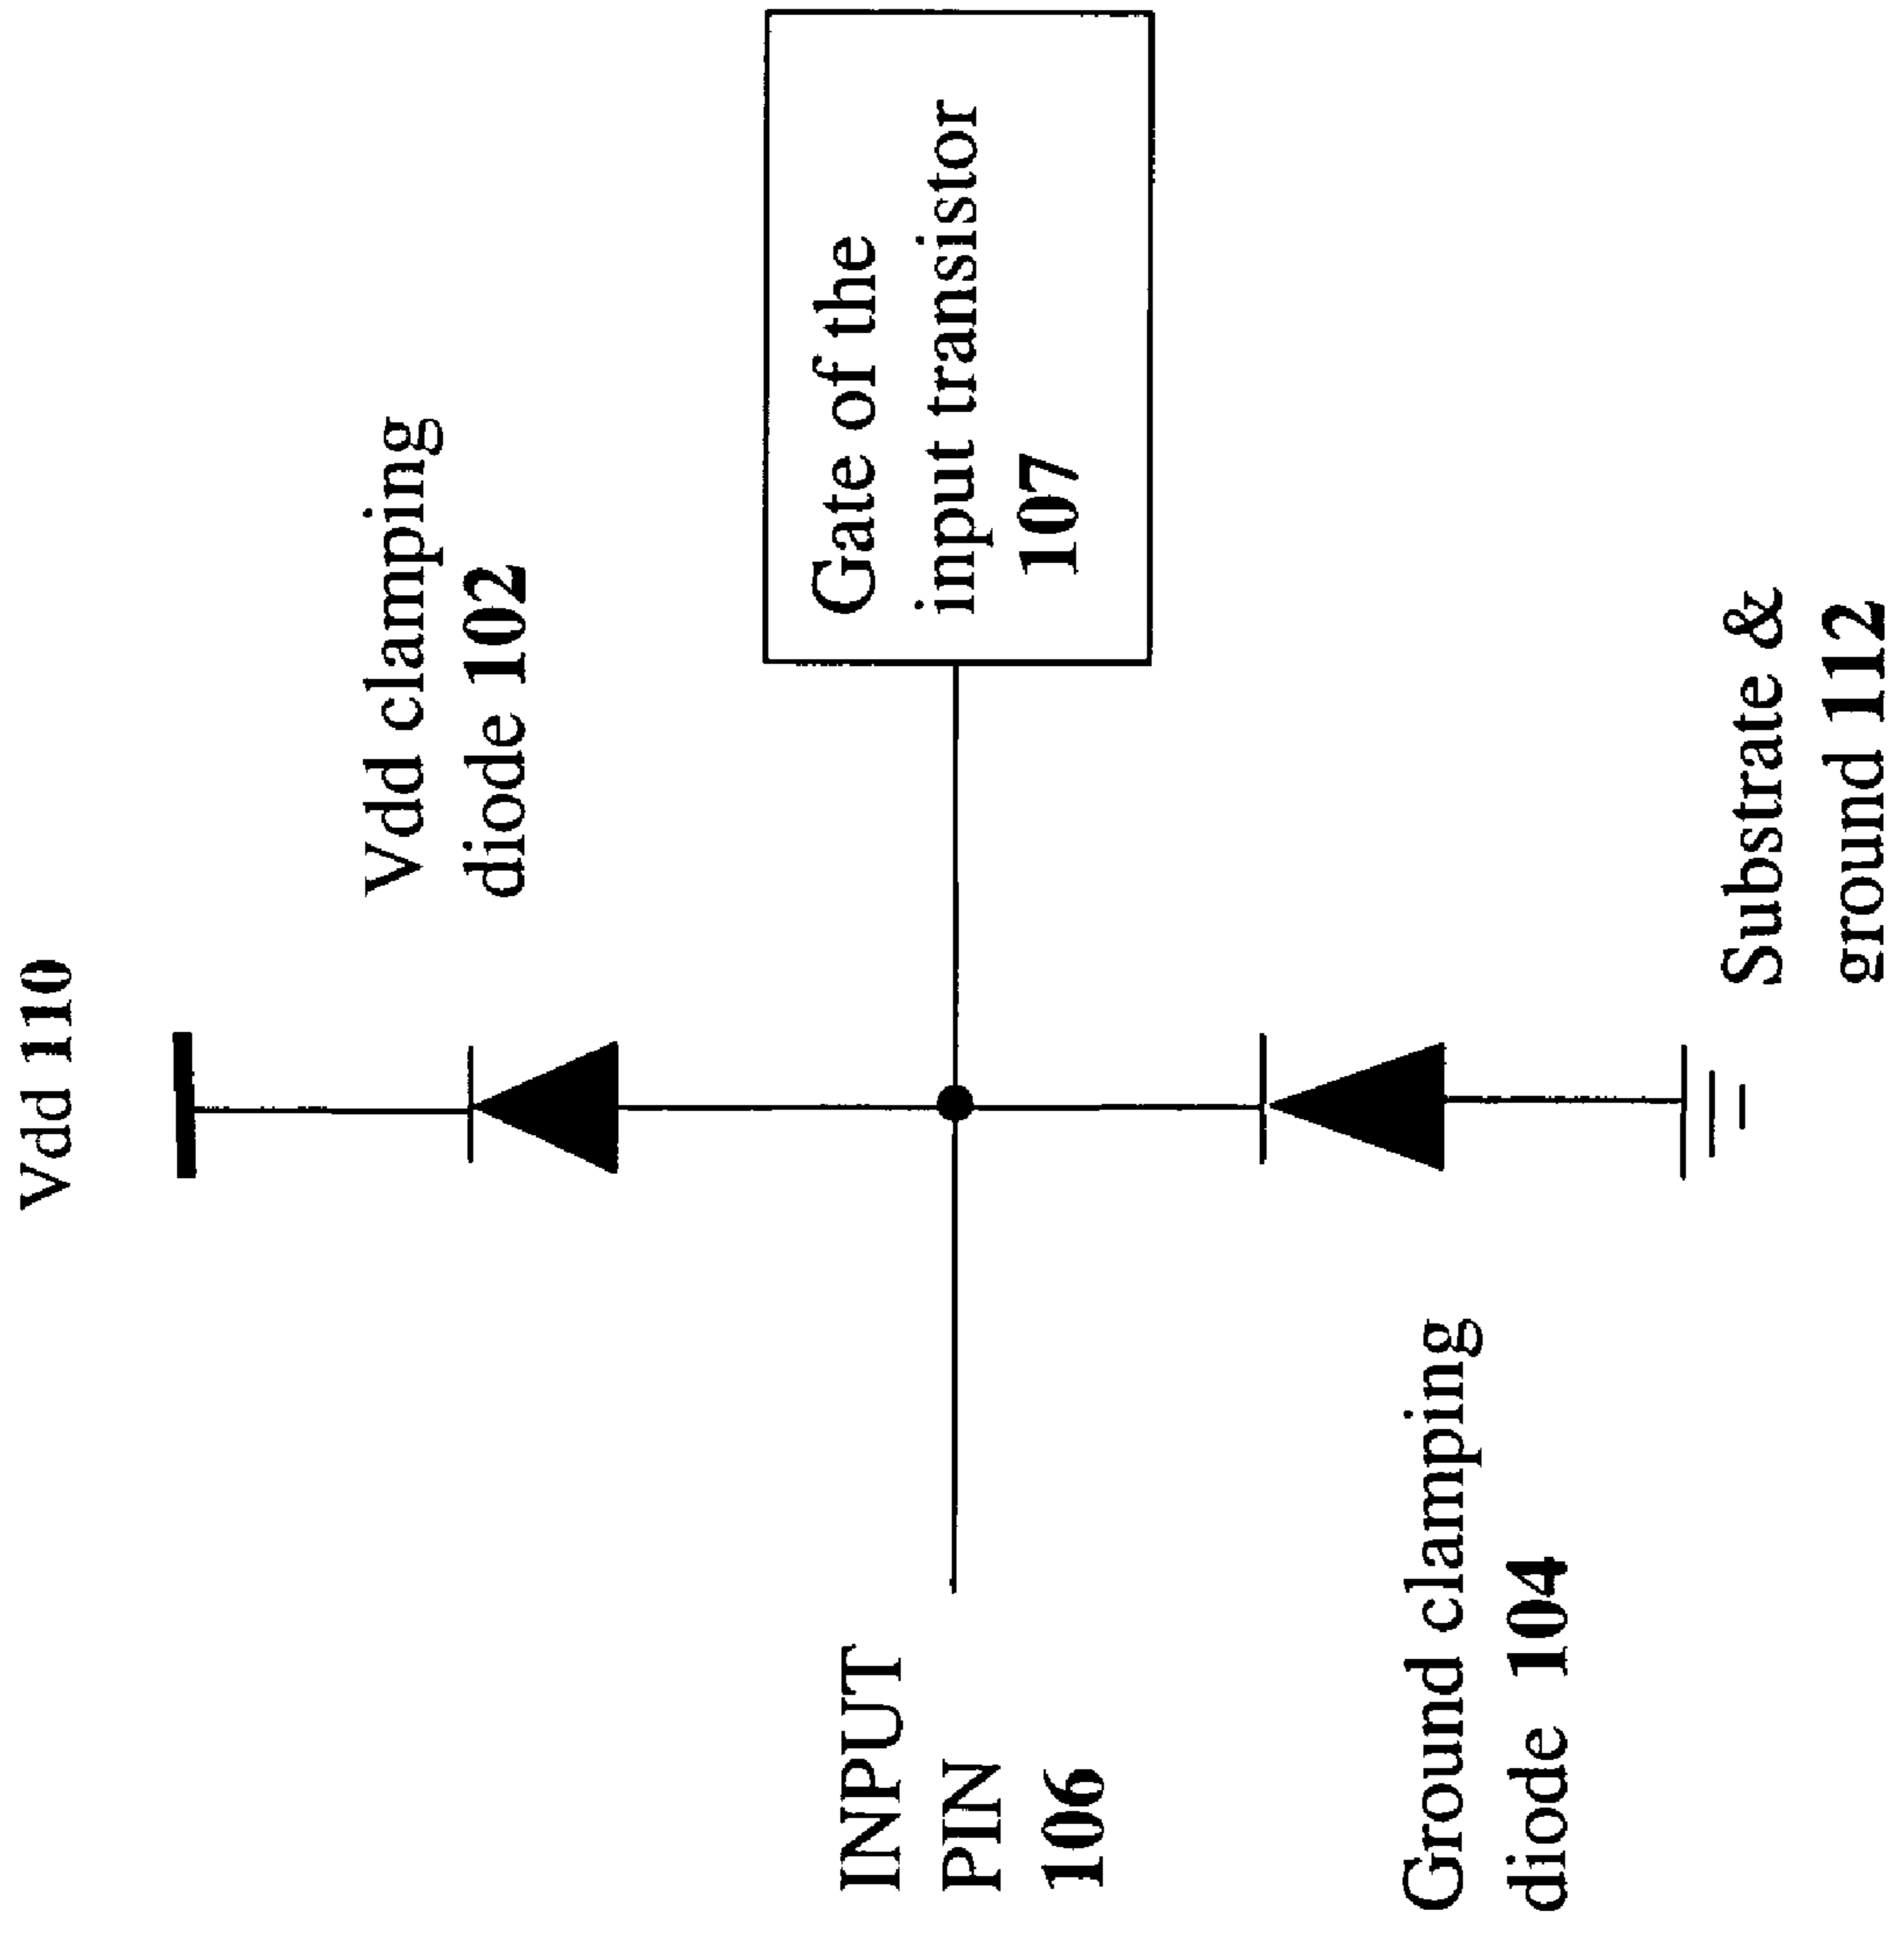 Vdd 110
Vdd clamping
diode 102
Gate of the
input transistor
107
INPUT
PIN
106
Ground clamping
diode 104
Substrate &
ground 112